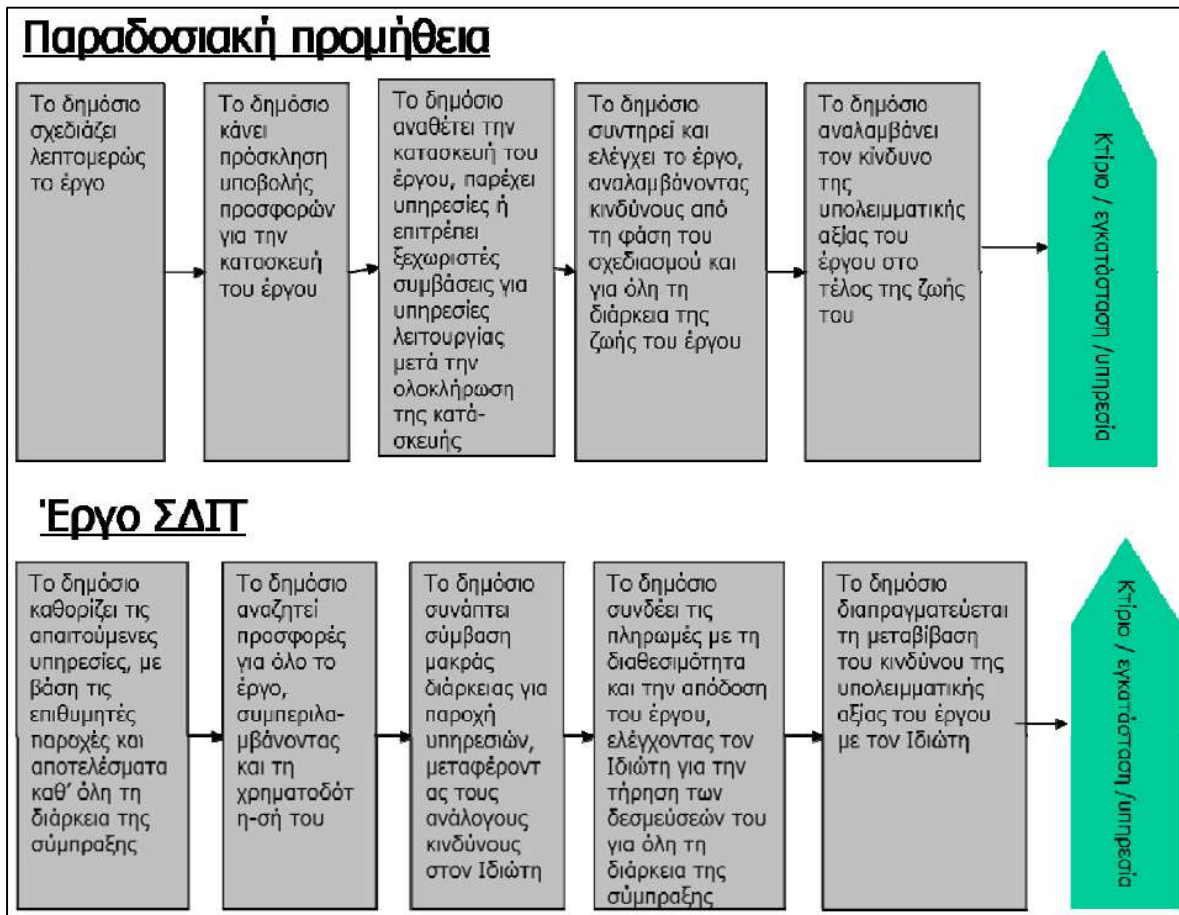 Παραδοσιακή προμήθεια
Το δημόσιο
σχεδιάζει
λεπτομερώς
το έργο
Το δημόσιο
κάνει
πρόσκληση
υποβολής
προσφορών
για την
κατασκευή
του έργου
Το δημόσιο
αναθέτει την
κατασκευή του
έργου, παρέχει
υπηρεσίες ή
επιτρέπει
ξεχωριστές
συμβάσεις για
υπηρεσίες
λειτουργίας
μετά την
ολοκλήρωση
της κατά-
σκευής
Το δημόσιο
συντηρεί και
ελέγχει το έργο,
αναλαμβάνοντας
κινδύνους από
τη φάση του
σχεδιασμού και
για όλη τη
διάρκεια της
ζωής του έργου
Το δημόσιο
αναλαμβάνει
τον κίνδυνο
της
υπολειμματικής
αξίας του
έργου στο
τέλος της ζωής
του
Κτίριο / εγκατάσταση /υπηρεσία
Έργο ΣΔΙΤ
Το δημόσιο
καθορίζει τις
απαιτούμενες
υπηρεσίες, με
βάση τις
επιθυμητές
παροχές και
αποτελέσματα
καθ’ όλη τη
διάρκεια της
σύμπραξης
Το δημόσιο
αναζητεί
προσφορές
για όλο το
έργο,
συμπεριλα-
μβάνοντας
και τη
χρηματοδότ
η-σή του
Το δημόσιο
συνάπτει
σύμβαση
μακράς
διάρκειας για
παροχή
υπηρεσιών,
μεταφέροντ
ας τους
ανάλογους
κινδύνους
στον Ιδιώτη
Το δημόσιο
συνδέει τις
πληρωμές με τη
διαθεσιμότητα
και την απόδοση
του έργου,
ελέγχοντας τον
Ιδιώτη για την
τήρηση των
δεσμεύσεών του
για όλη τη
διάρκεια της
σύμπραξης
Το δημόσιο
διαπραγματεύεται
τη μεταβίβαση
του κινδύνου της
υπολειμματικής
αξίας του έργου
με τον Ιδιώτη
Κτίριο / εγκατάσταση /υπηρεσία